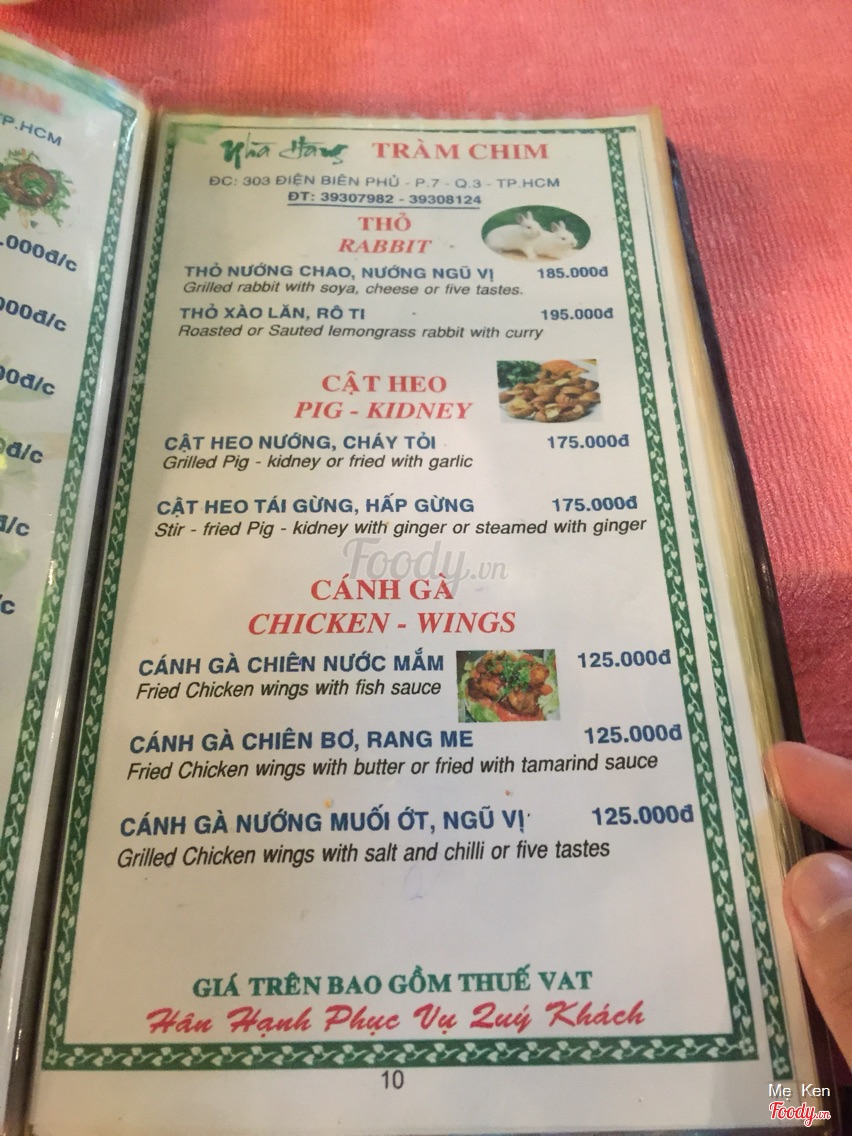 P.HCM
.000đ/c
000đ/c
00đ/c
0đ/c
đ/c
/c
Nhà Hàng TRÀM CHIM
ĐC: 303 ĐIỆN BIÊN PHỦ - P.7 - Q.3 - TP.HCM
ĐT: 39307982 - 39308124
THỎ
RABBIT
THỎ NƯỚNG CHAO, NƯỚNG NGŨ VỊ 185.000đ
Grilled rabbit with soya, cheese or five tastes.
THỎ XÀO LĂN, RÔ TI 195.000đ
Roasted or Sauted lemongrass rabbit with curry
CẬT HEO
PIG - KIDNEY
CẬT HEO NƯỚNG, CHÁY TỎI 175.000đ
Grilled Pig - kidney or fried with garlic
CẬT HEO TÁI GỪNG, HẤP GỪNG 175.000đ
Stir - fried Pig - kidney with ginger or steamed with ginger
Foody.vn
CÁNH GÀ
CHICKEN - WINGS
CÁNH GÀ CHIÊN NƯỚC MẮM 125.000đ
Fried Chicken wings with fish sauce
CÁNH GÀ CHIÊN BƠ, RANG ME 125.000đ
Fried Chicken wings with butter or fried with tamarind sauce
CÁNH GÀ NƯỚNG MUỐI ỚT, NGŨ VỊ 125.000đ
Grilled Chicken wings with salt and chilli or five tastes
GIÁ TRÊN BAO GỒM THUẾ VAT
Hân Hạnh Phục Vụ Quý Khách
10
Mẹ Ken
Foody.vn